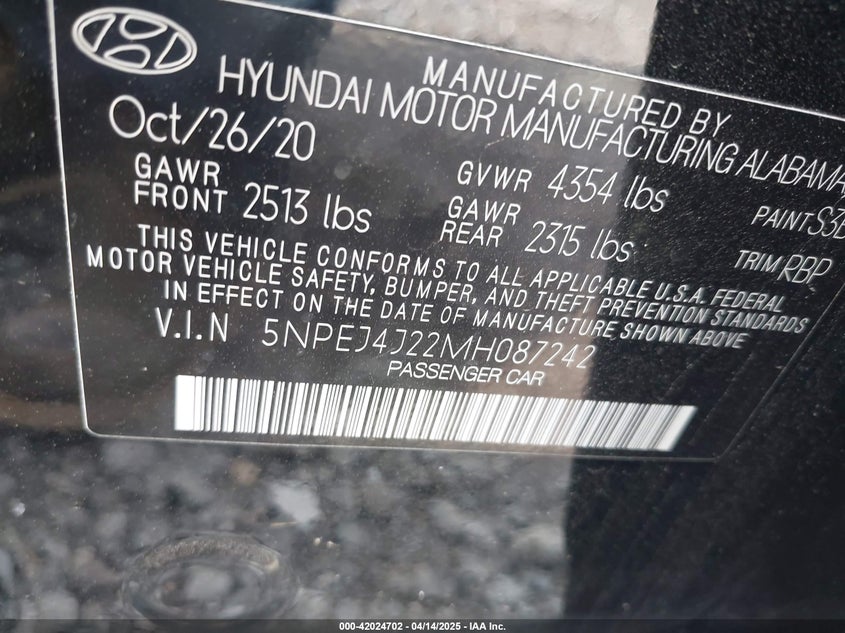 MANUFACTURED BY
HYUNDAI MOTOR MANUFACTURING ALABAMA
Oct/26/20
GAWR FRONT 2513 lbs
GVWR 4354 lbs
GAWR REAR 2315 lbs
PAINT S3B
TRIM RBP
THIS VEHICLE CONFORMS TO ALL APPLICABLE U.S.A. FEDERAL
MOTOR VEHICLE SAFETY, BUMPER, AND THEFT PREVENTION STANDARDS
IN EFFECT ON THE DATE OF MANUFACTURE SHOWN ABOVE
V.I.N 5NPEJ4J22MH087242
PASSENGER CAR
000-42024702 - 04/14/2025 - IAA Inc.